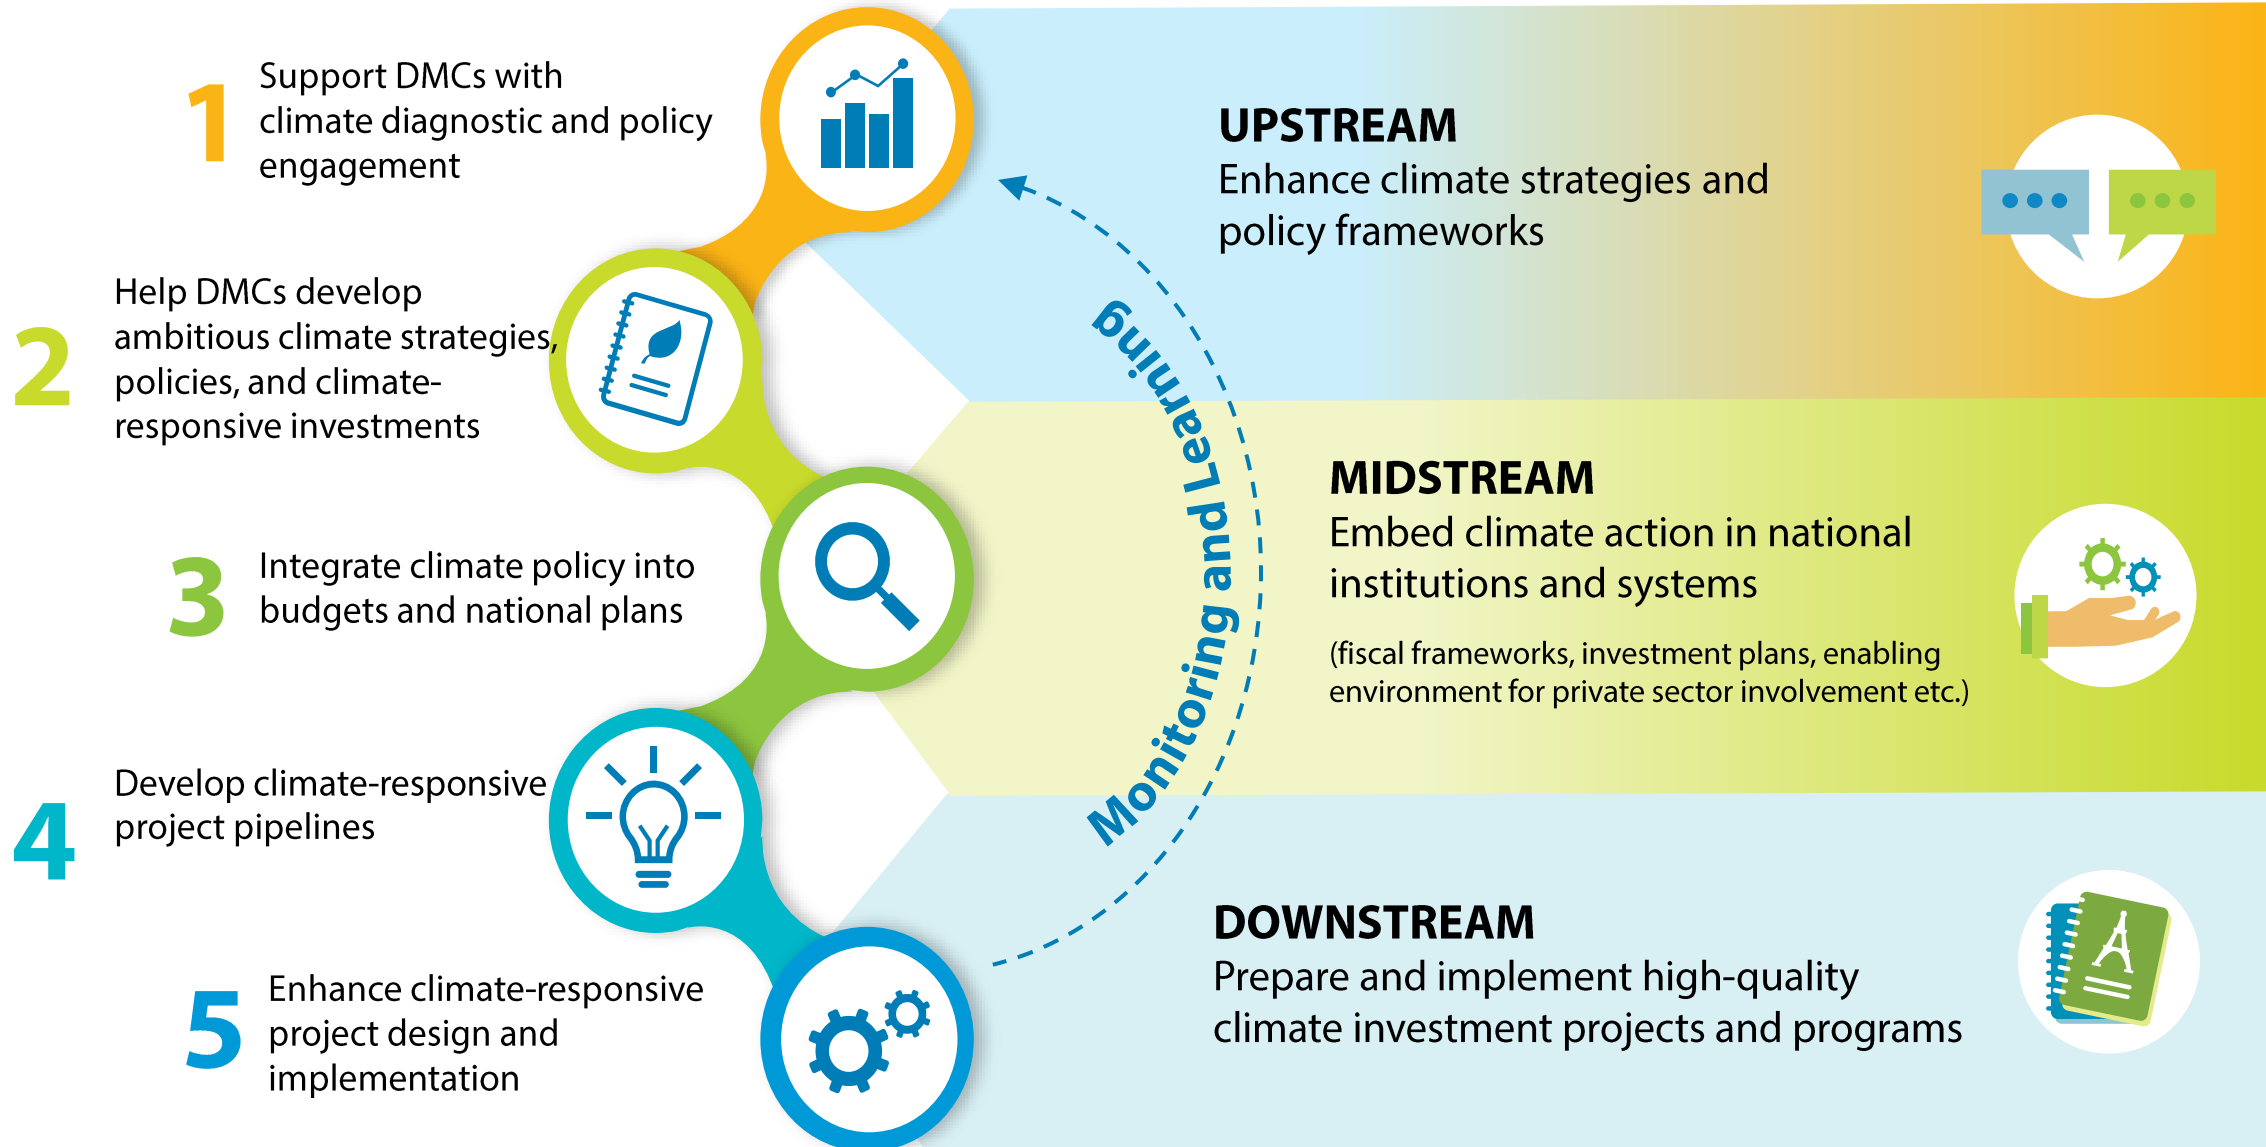 1
Support DMCs with
climate diagnostic and policy
engagement
2
Help DMCs develop
ambitious climate strategies,
policies, and climate-
responsive investments
3
Integrate climate policy into
budgets and national plans
4
Develop climate-responsive
project pipelines
5
Enhance climate-responsive
project design and
implementation
Monitoring and Learning
UPSTREAM
Enhance climate strategies and
policy frameworks
MIDSTREAM
Embed climate action in national
institutions and systems
(fiscal frameworks, investment plans, enabling
environment for private sector involvement etc.)
DOWNSTREAM
Prepare and implement high-quality
climate investment projects and programs